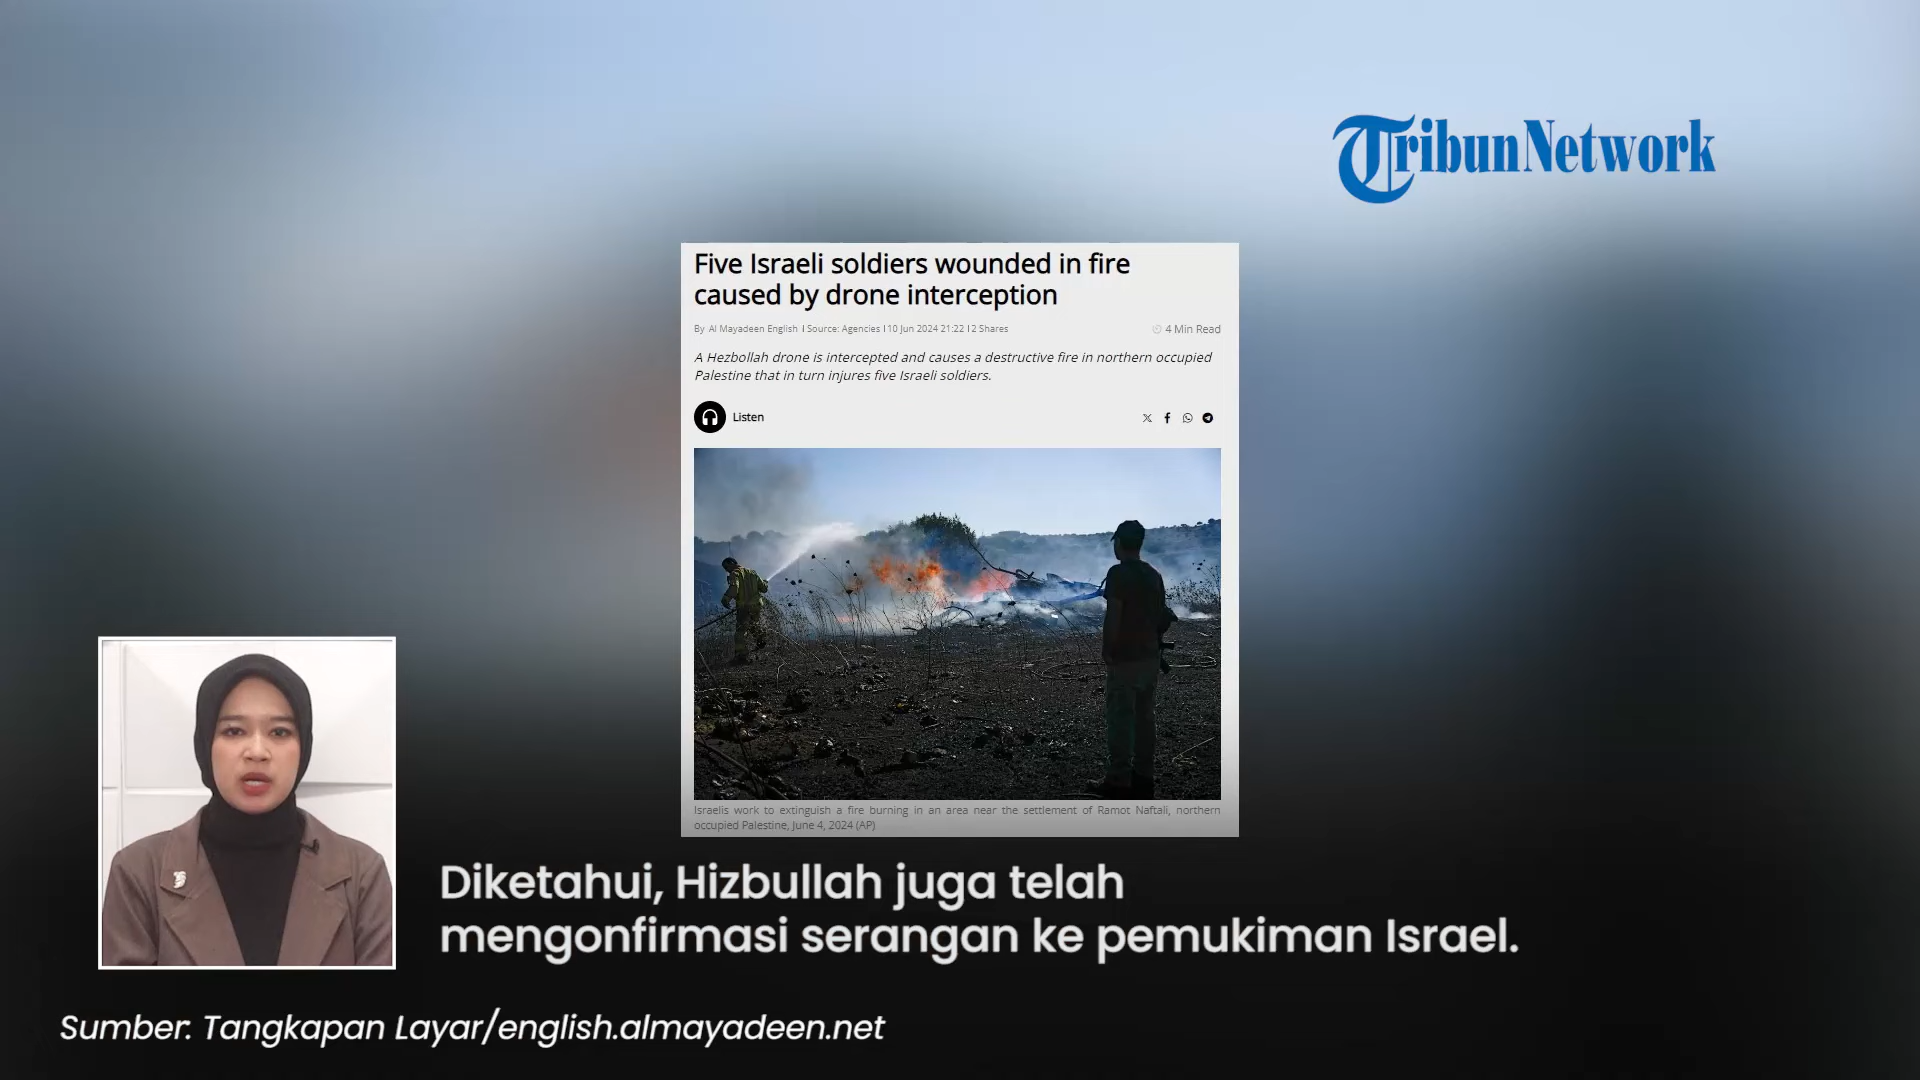 TribunNetwork
Five Israeli soldiers wounded in fire
caused by drone interception
By Al Mayadeen English | Source: Agencies | 10 Jun 2024 21:22 | 2 Shares
4 Min Read
A Hezbollah drone is intercepted and causes a destructive fire in northern occupied
Palestine that in turn injures five Israeli soldiers.
Listen
Israelis work to extinguish a fire burning in an area near the settlement of Ramot Naftali, northern
occupied Palestine, June 4, 2024 (AP)
Diketahui, Hizbullah juga telah
mengonfirmasi serangan ke pemukiman Israel.
Sumber: Tangkapan Layar/english.almayadeen.net